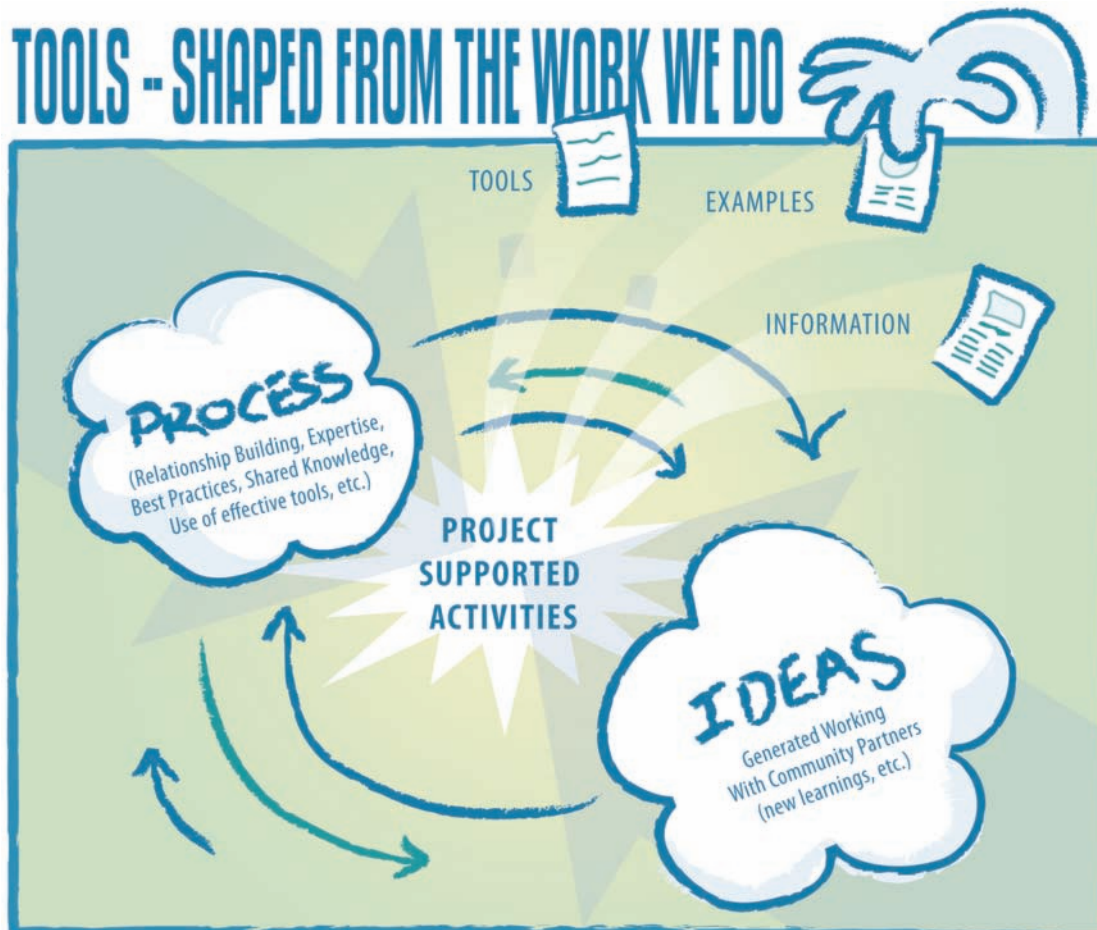 TOOLS -- SHAPED FROM THE WORK WE DO
TOOLS
EXAMPLES
INFORMATION
PROCESS
(Relationship Building, Expertise,
Best Practices, Shared Knowledge,
Use of effective tools, etc.)
PROJECT
SUPPORTED
ACTIVITIES
IDEAS
Generated Working
With Community Partners
(new learnings, etc.)